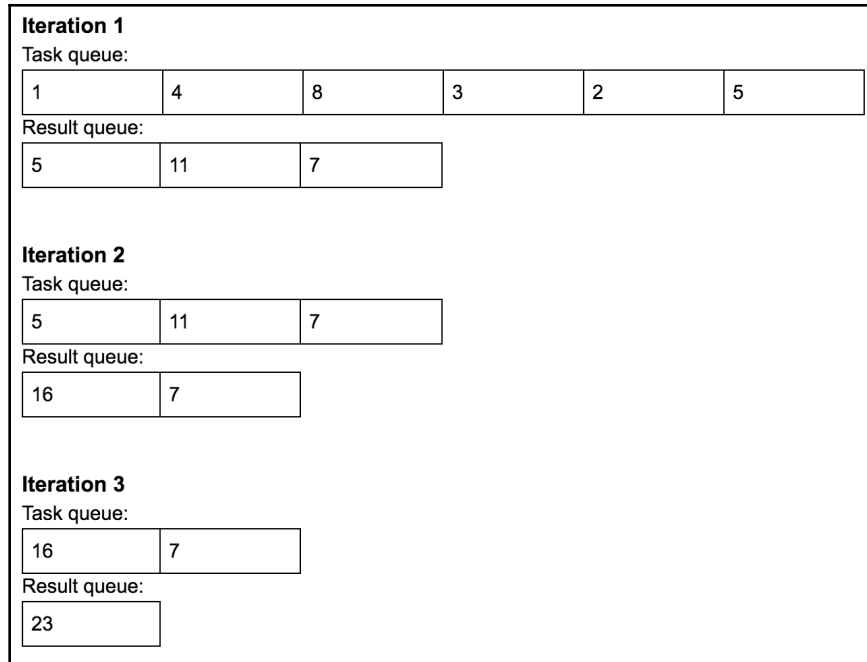 Iteration 1
Task queue:
1 4 8 3 2 5
Result queue:
5 11 7
Iteration 2
Task queue:
5 11 7
Result queue:
16 7
Iteration 3
Task queue:
16 7
Result queue:
23